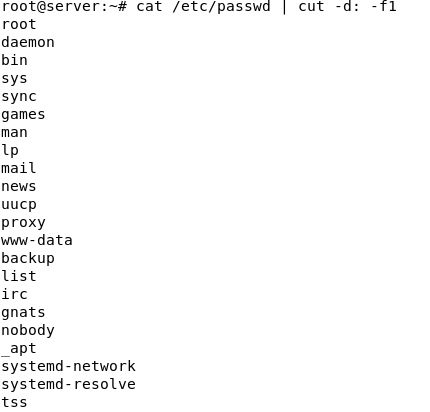 root@server:~# cat /etc/passwd | cut -d: -f1
root
daemon
bin
sys
sync
games
man
lp
mail
news
uucp
proxy
www-data
backup
list
irc
gnats
nobody
_apt
systemd-network
systemd-resolve
tss